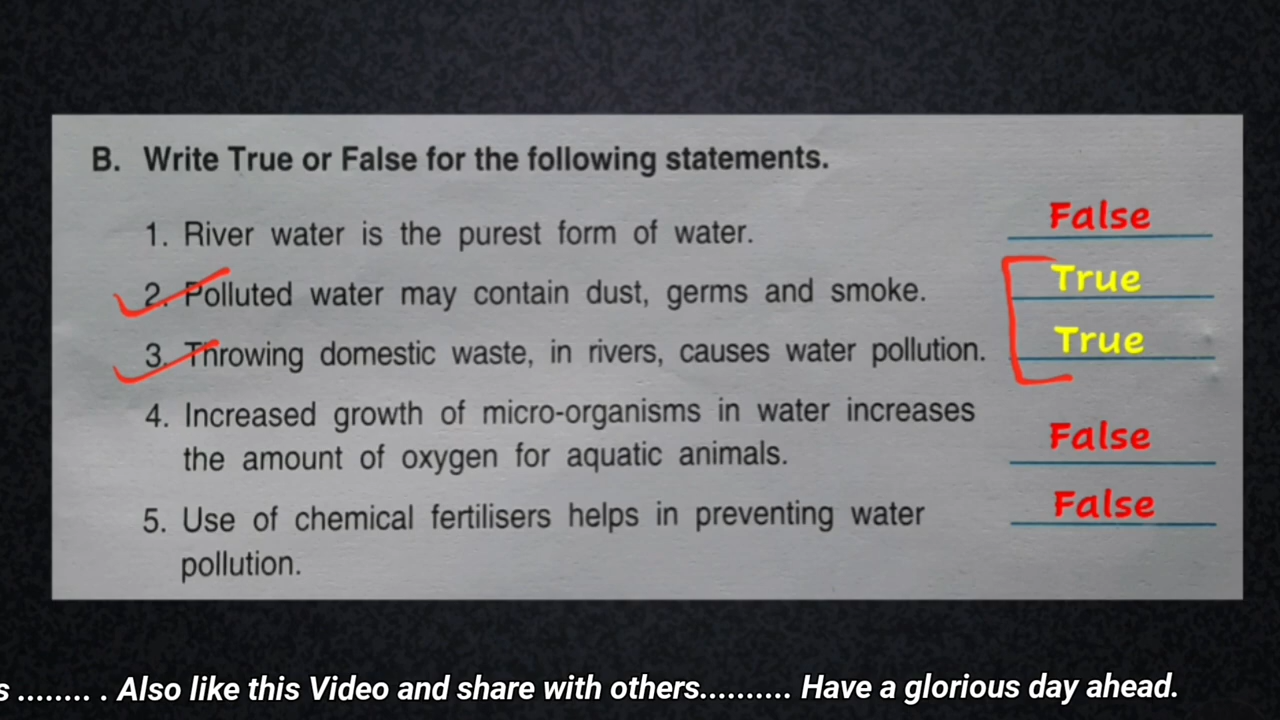 B. Write True or False for the following statements.
1. River water is the purest form of water. False
2. Polluted water may contain dust, germs and smoke. True
3. Throwing domestic waste, in rivers, causes water pollution. True
4. Increased growth of micro-organisms in water increases
the amount of oxygen for aquatic animals. False
5. Use of chemical fertilisers helps in preventing water False
pollution.
s ........ . Also like this Video and share with others.......... Have a glorious day ahead.